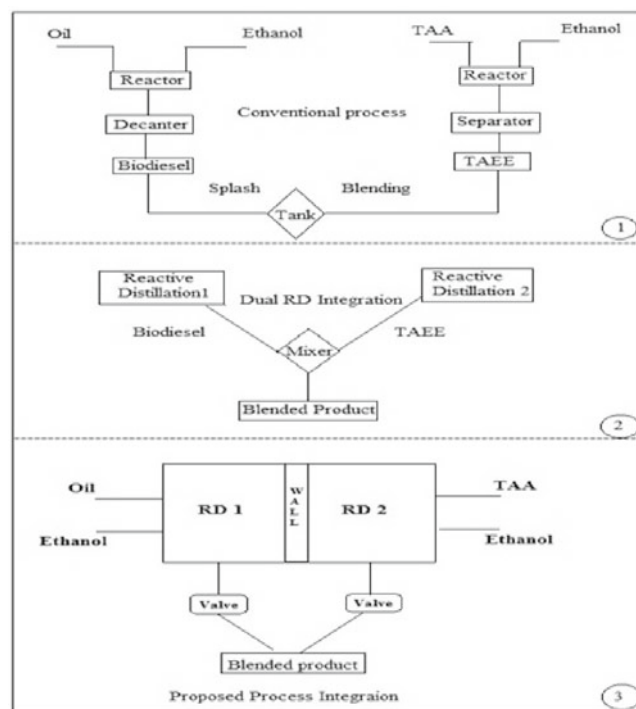 Oil Ethanol TAA Ethanol
Reactor Reactor
Decanter Conventional process Separator
Biodiesel TAEE
Splash Blending
Tank
1
Reactive Distillation1
Dual RD Integration
Reactive Distillation 2
Biodiesel TAEE
Mixer
Blended Product
2
Oil TAA
RD 1 WALL RD 2
Ethanol Ethanol
Valve Valve
Blended product
Proposed Process Integraion
3